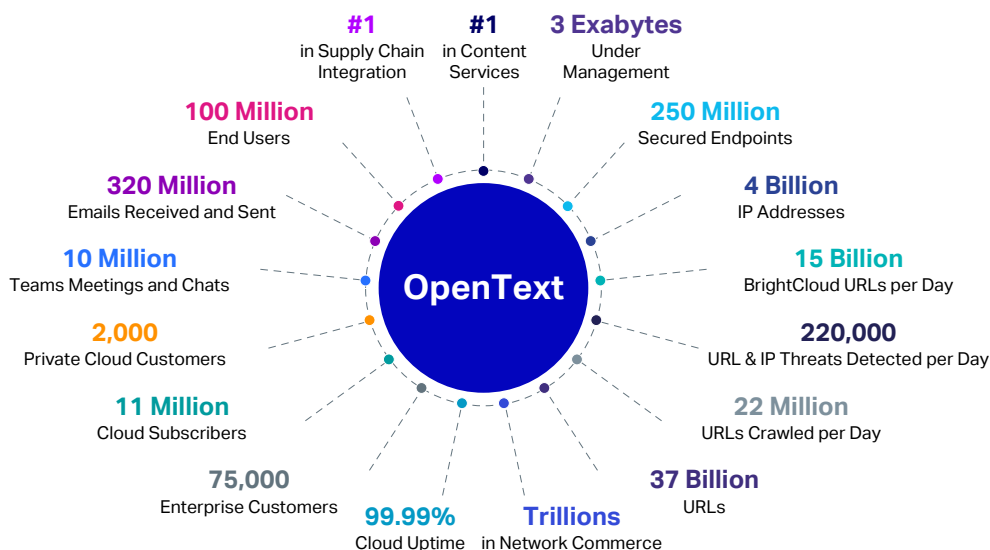 #1
in Supply Chain
Integration
#1
in Content
Services
3 Exabytes
Under
Management
100 Million
End Users
250 Million
Secured Endpoints
320 Million
Emails Received and Sent
4 Billion
IP Addresses
10 Million
Teams Meetings and Chats
OpenText
15 Billion
BrightCloud URLs per Day
2,000
Private Cloud Customers
220,000
URL & IP Threats Detected per Day
11 Million
Cloud Subscribers
22 Million
URLs Crawled per Day
75,000
Enterprise Customers
37 Billion
URLs
99.99%
Cloud Uptime
Trillions
in Network Commerce